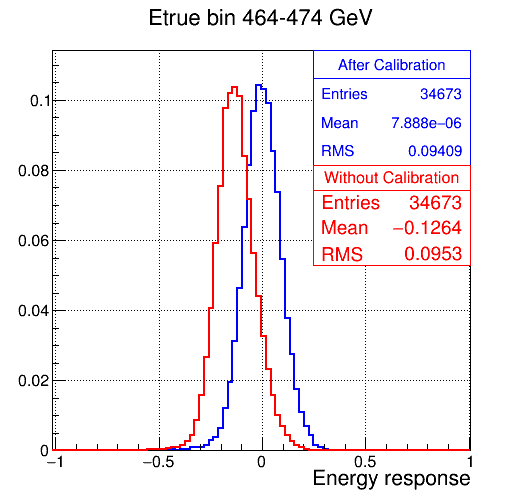 Etrue bin 464-474 GeV
After Calibration
Entries 34673
Mean 7.888e−06
RMS 0.09409
Without Calibration
Entries 34673
Mean −0.1264
RMS 0.0953
0.1
0.08
0.06
0.04
0.02
0
−1 −0.5 0 0.5 1
Energy response